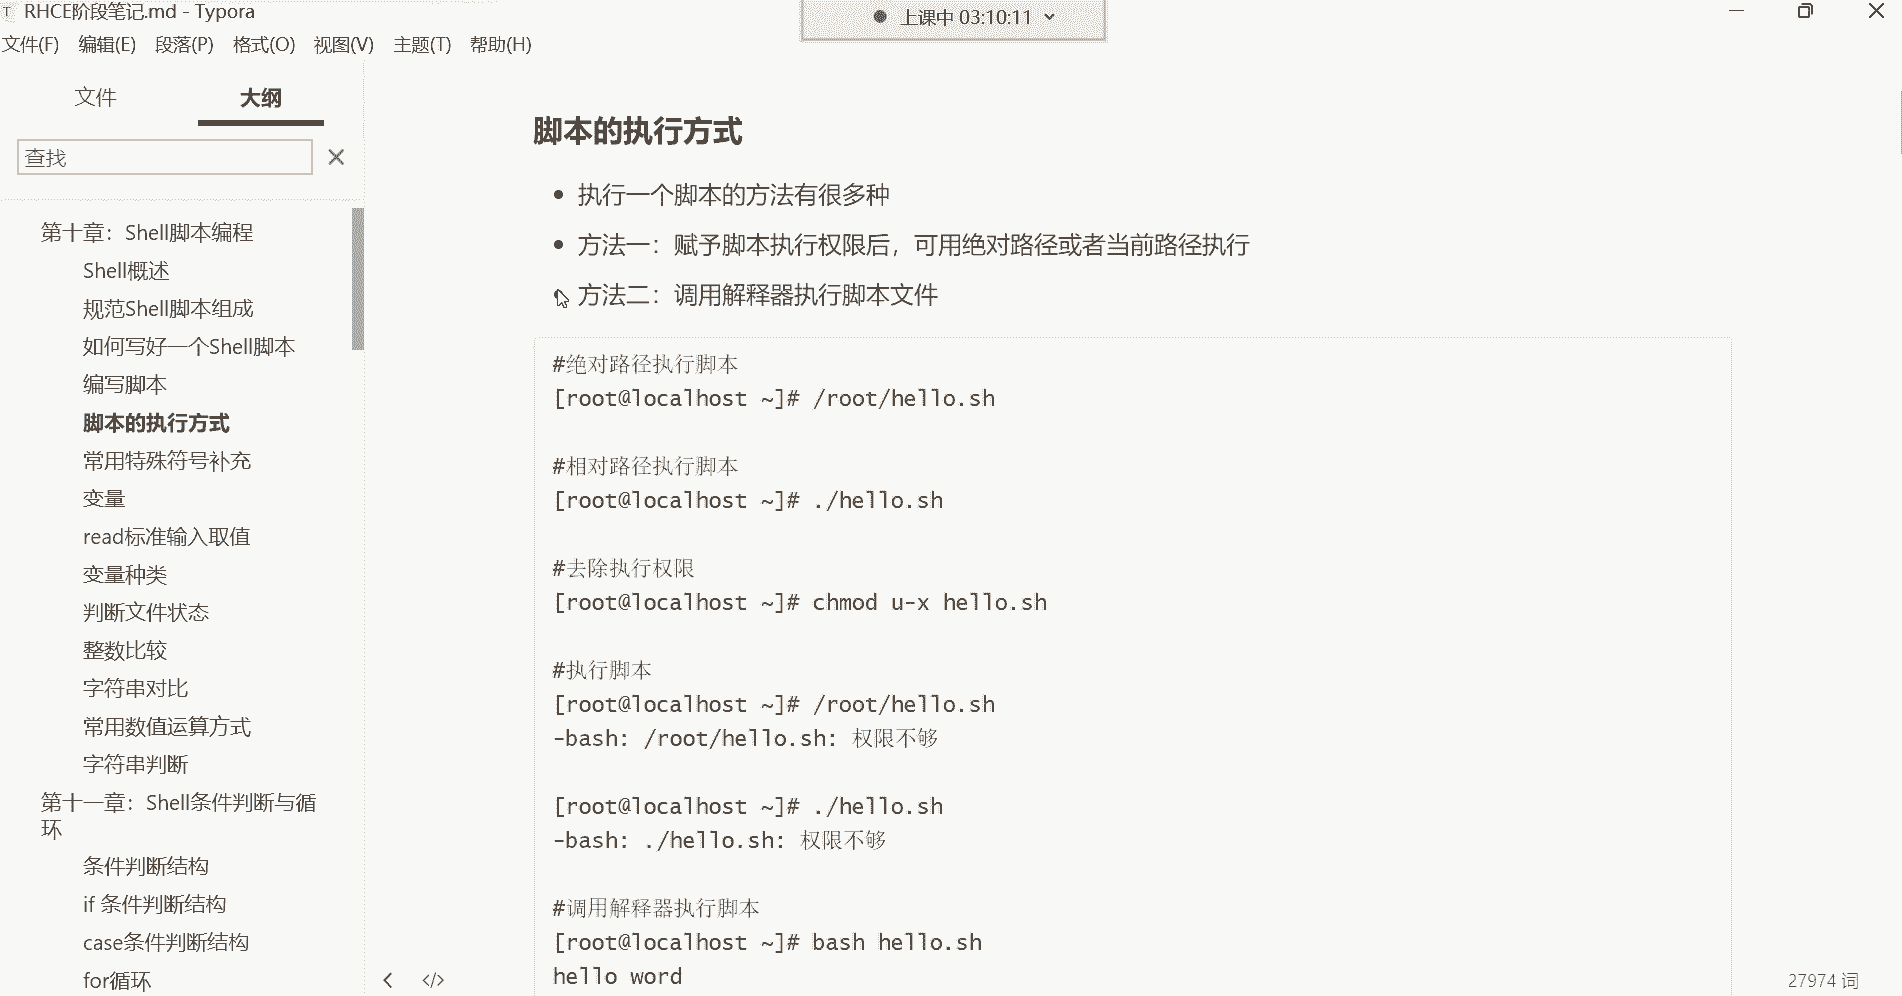 RHCE阶段笔记.md - Typora
上课中 03:10:11
文件(F) 编辑(E) 段落(P) 格式(O) 视图(V) 主题(T) 帮助(H)
文件 大纲
查找
第十章：Shell脚本编程
Shell概述
规范Shell脚本组成
如何写好一个Shell脚本
编写脚本
脚本的执行方式
常用特殊符号补充
变量
read标准输入取值
变量种类
判断文件状态
整数比较
字符串对比
常用数值运算方式
字符串判断
第十一章：Shell条件判断与循
环
条件判断结构
if 条件判断结构
case条件判断结构
for循环
脚本的执行方式
执行一个脚本的方法有很多种
方法一：赋予脚本执行权限后，可用绝对路径或者当前路径执行
方法二：调用解释器执行脚本文件
#绝对路径执行脚本
[root@localhost ~]# /root/hello.sh
#相对路径执行脚本
[root@localhost ~]# ./hello.sh
#去除执行权限
[root@localhost ~]# chmod u-x hello.sh
#执行脚本
[root@localhost ~]# /root/hello.sh
-bash: /root/hello.sh: 权限不够
[root@localhost ~]# ./hello.sh
-bash: ./hello.sh: 权限不够
#调用解释器执行脚本
[root@localhost ~]# bash hello.sh
hello word
27974 词